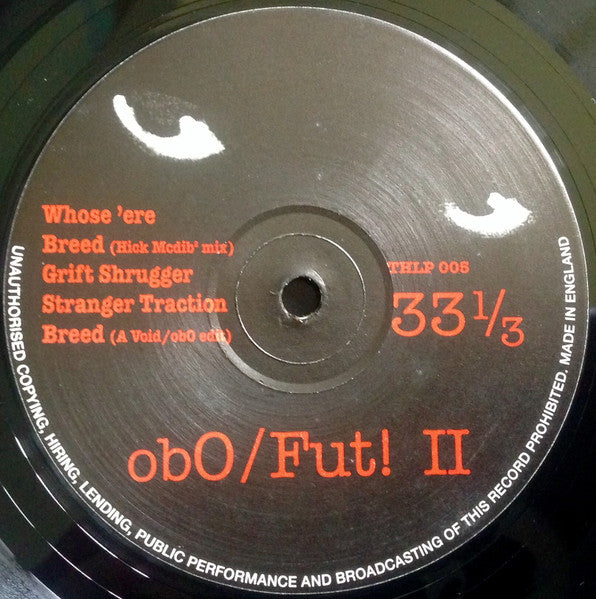 Whose ’ere
Breed (Hick Mcdib² mix)
Grift Shrugger
Stranger Traction
Breed (A Void/obO edit)
THLP 005
33⅓
obO/Fut! II
UNAUTHORISED COPYING, HIRING, LENDING, PUBLIC PERFORMANCE AND BROADCASTING OF THIS RECORD PROHIBITED. MADE IN ENGLAND